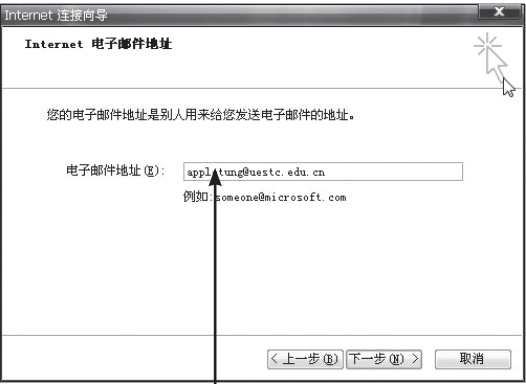 Internet 连接向导
Internet 电子邮件地址
您的电子邮件地址是别人用来给您发送电子邮件的地址。
电子邮件地址(E):
例如:someone@microsoft.com
<上一步(B) 下一步(N)> 取消